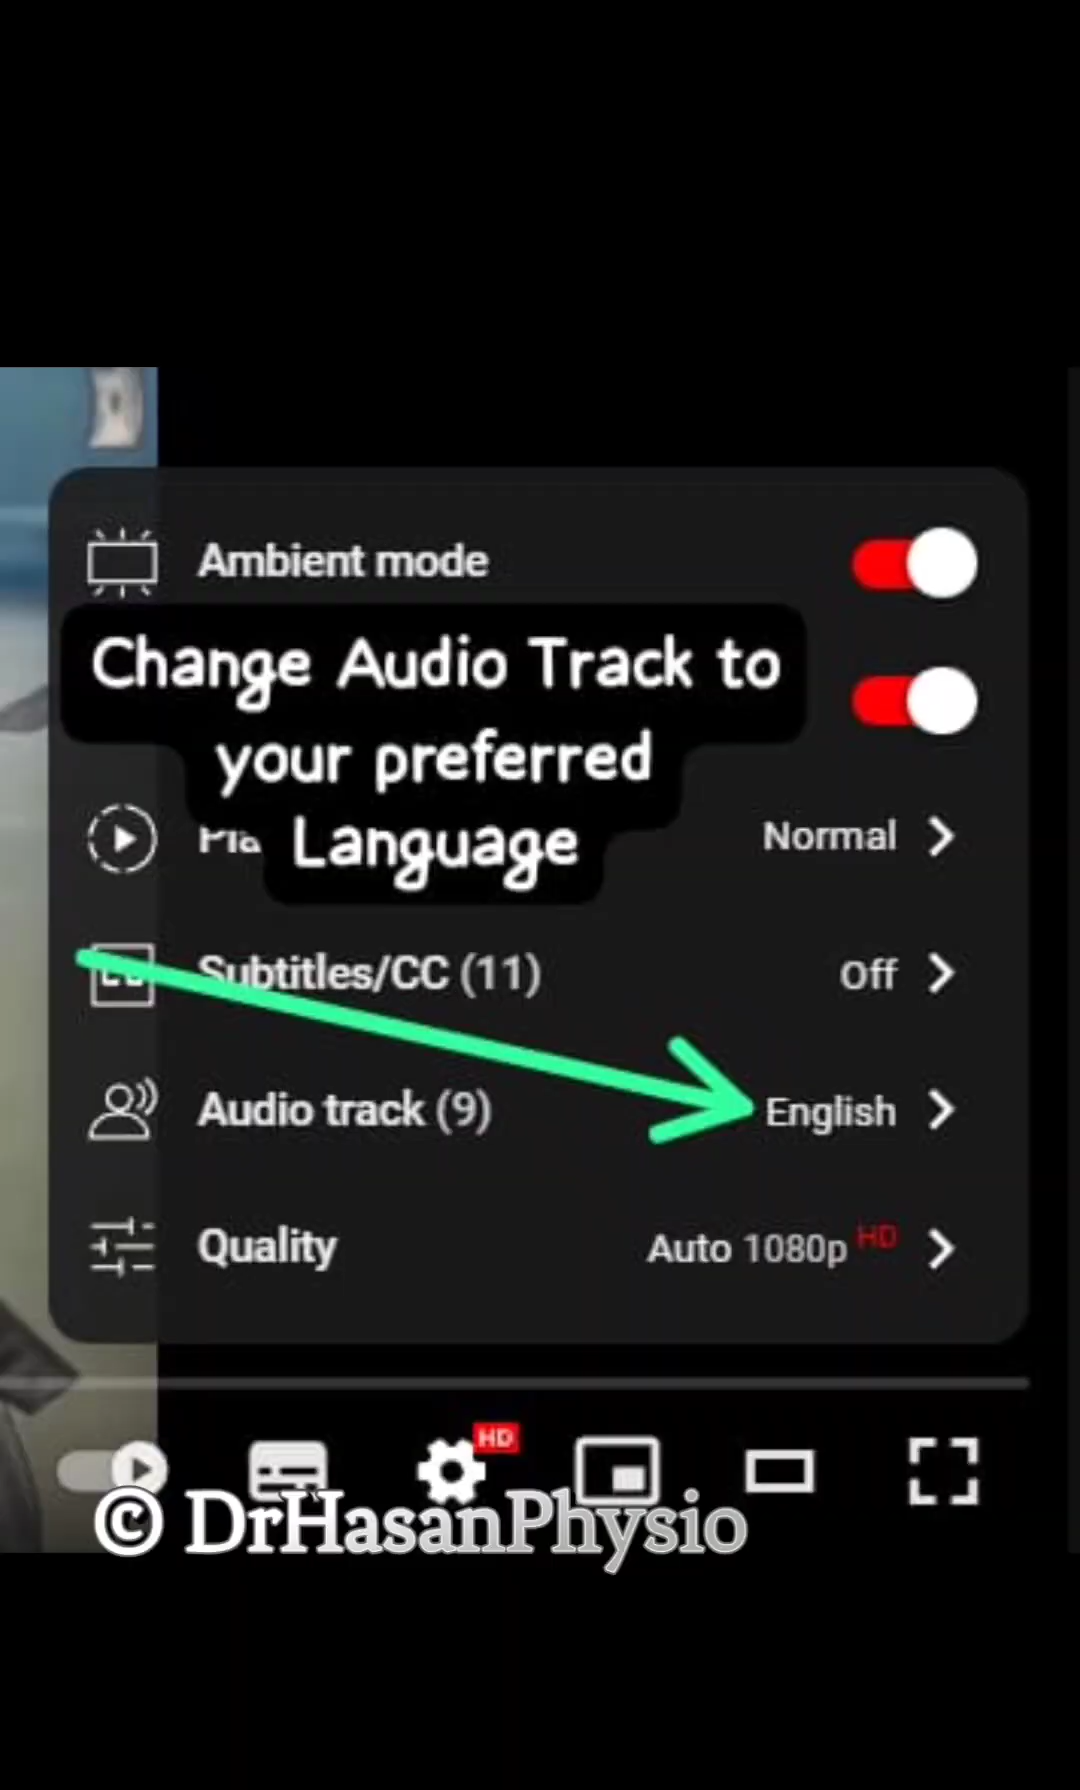 Ambient mode
Change Audio Track to
your preferred
Language
Normal
Subtitles/CC (11)
Off
Audio track (9)
English
Quality
Auto 1080p HD
HD
© DrHasanPhysio